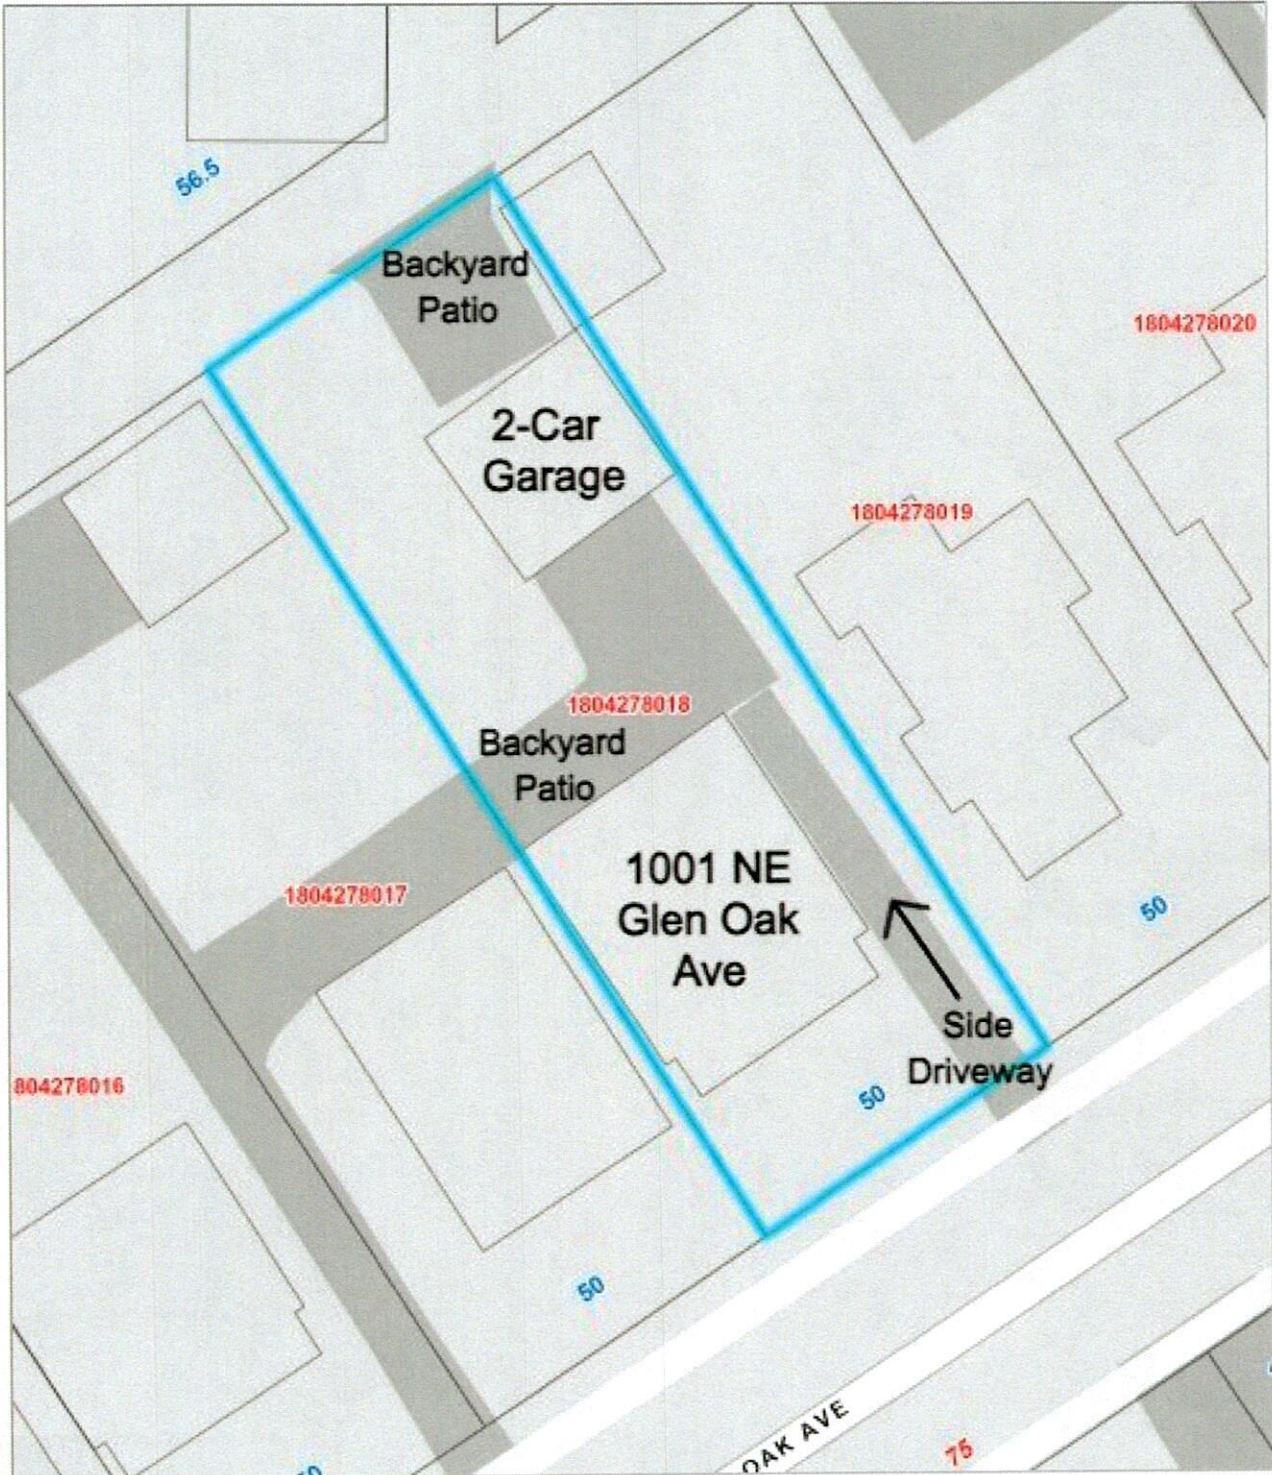 56.5
Backyard
Patio
1804278020
2-Car
Garage
1804278019
1804278018
Backyard
Patio
1001 NE
Glen Oak
Ave
1804278017
50
Side
Driveway
804278016
50
50
OAK AVE
75